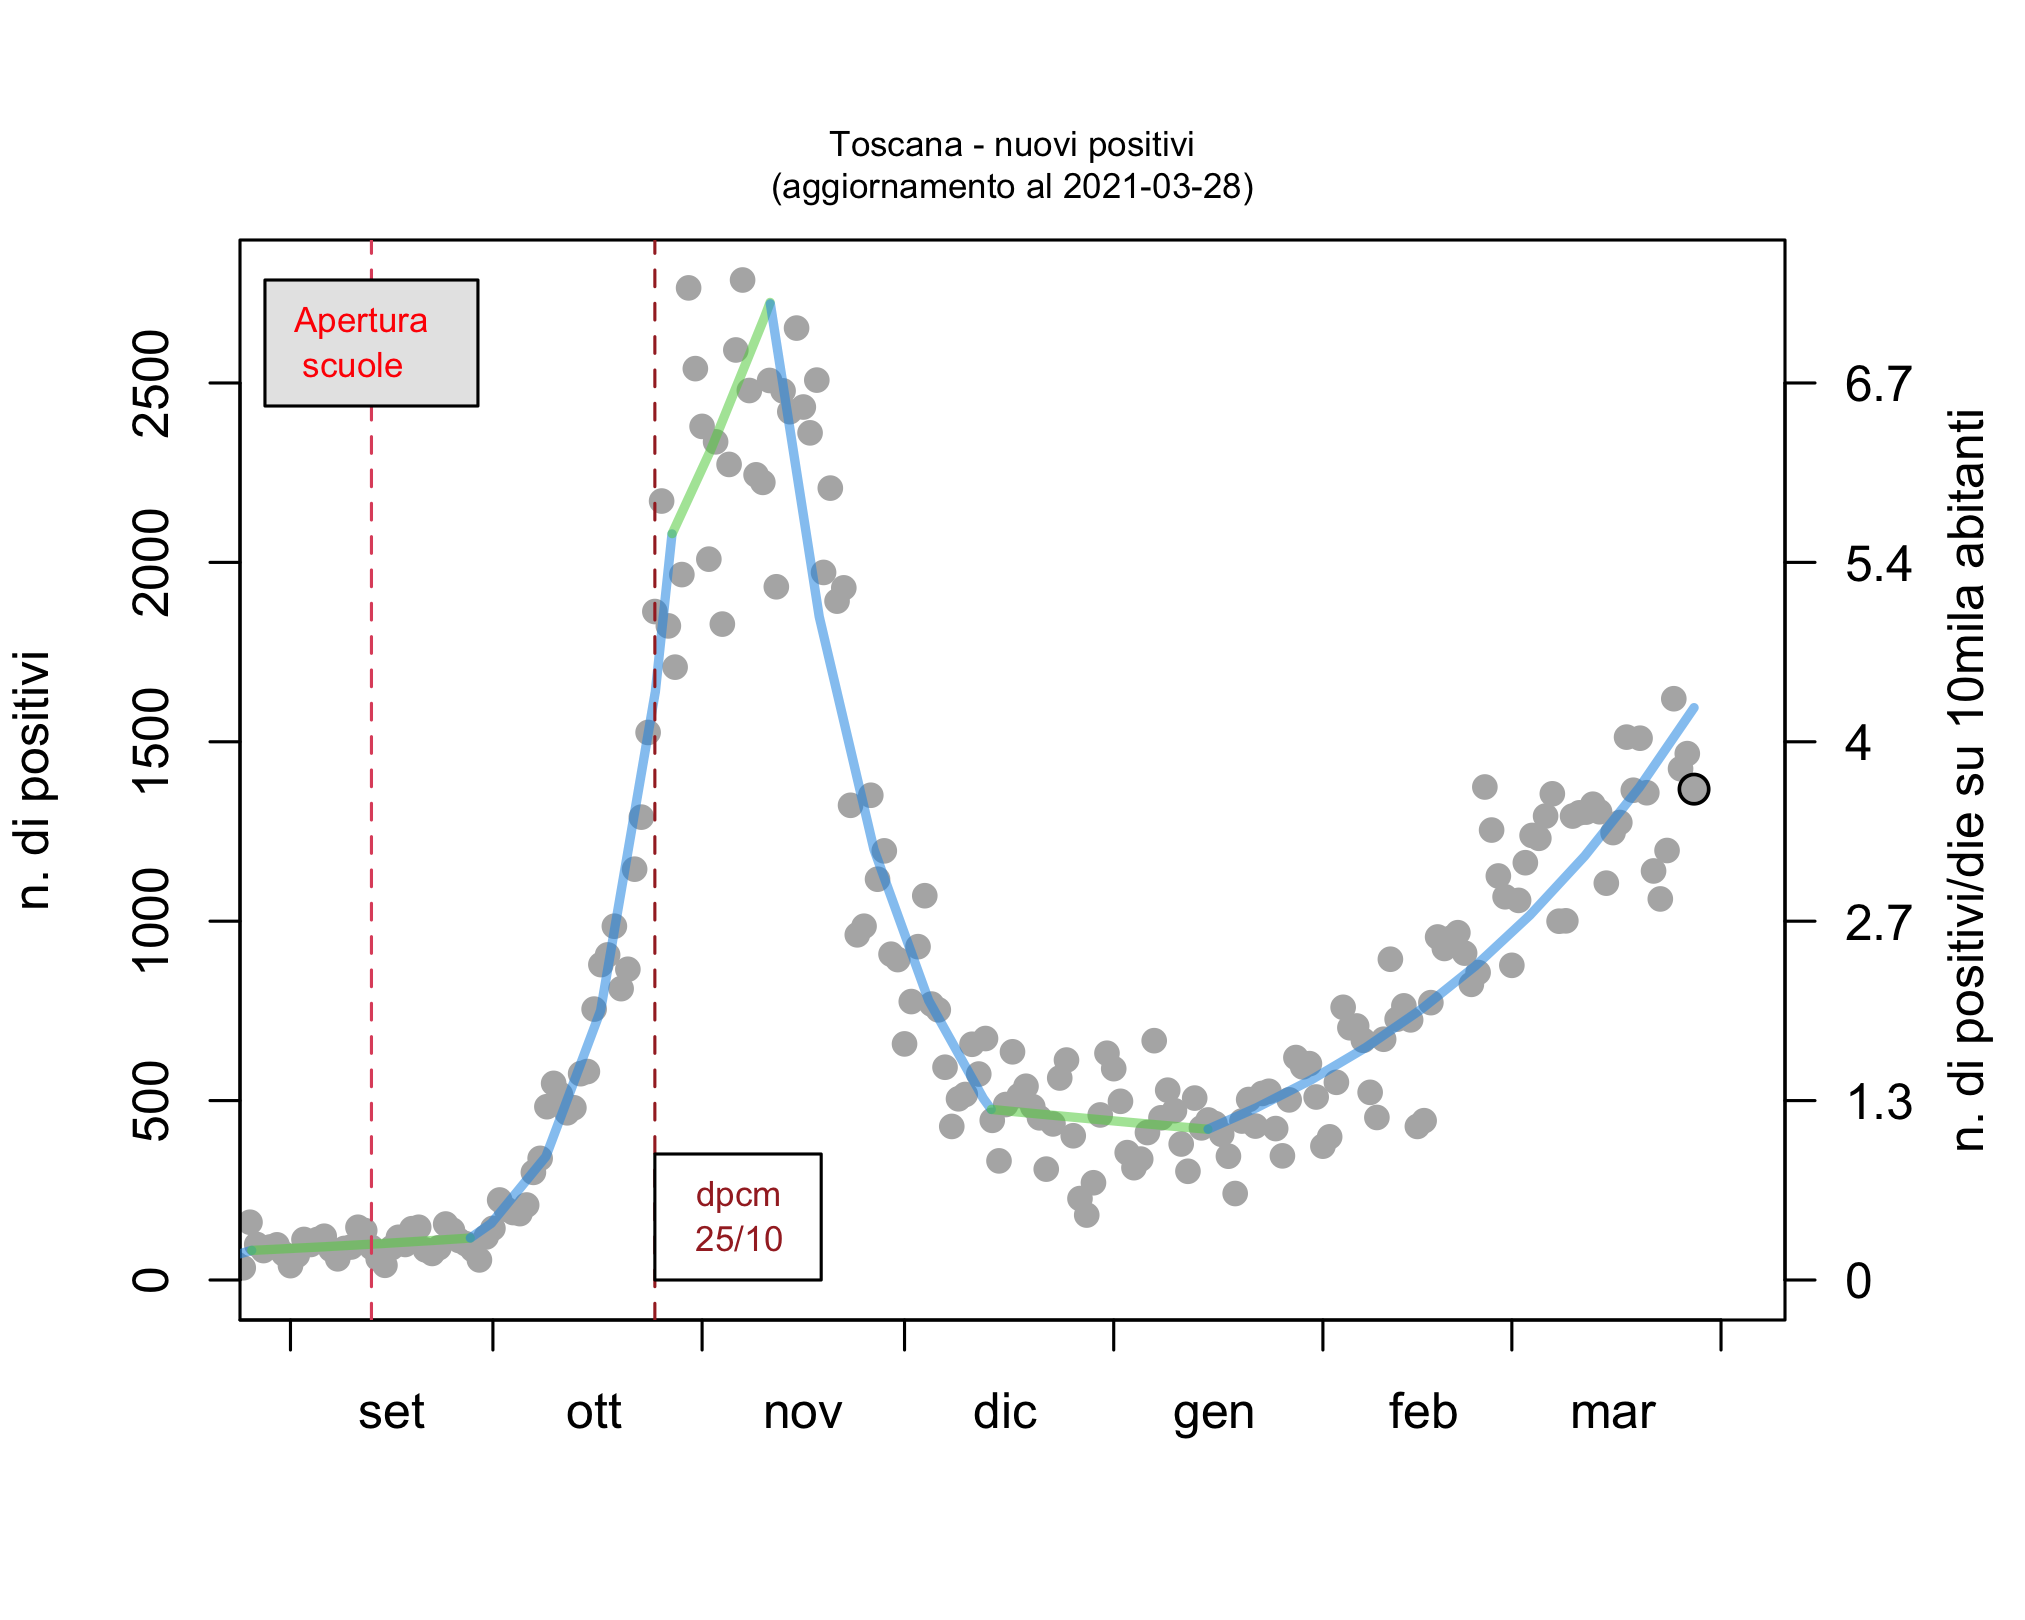 Toscana - nuovi positivi
(aggiornamento al 2021-03-28)
Apertura
scuole
dpcm
25/10
n. di positivi
0
500
1000
1500
2000
2500
n. di positivi/die su 10mila abitanti
0
1.3
2.7
4
5.4
6.7
set ott nov dic gen feb mar